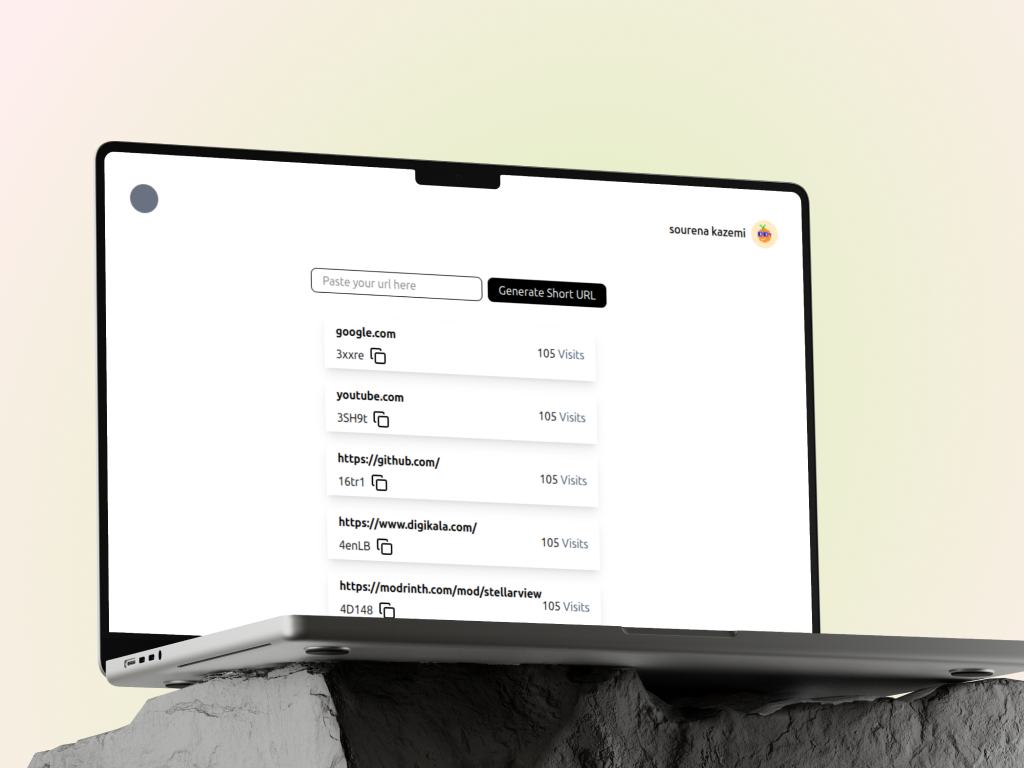 sourena kazemi
Paste your url here
Generate Short URL
google.com
3xxre
105 Visits
youtube.com
3SH9t
105 Visits
https://github.com/
16tr1
105 Visits
https://www.digikala.com/
4enLB
105 Visits
https://modrinth.com/mod/stellarview
4D148
105 Visits